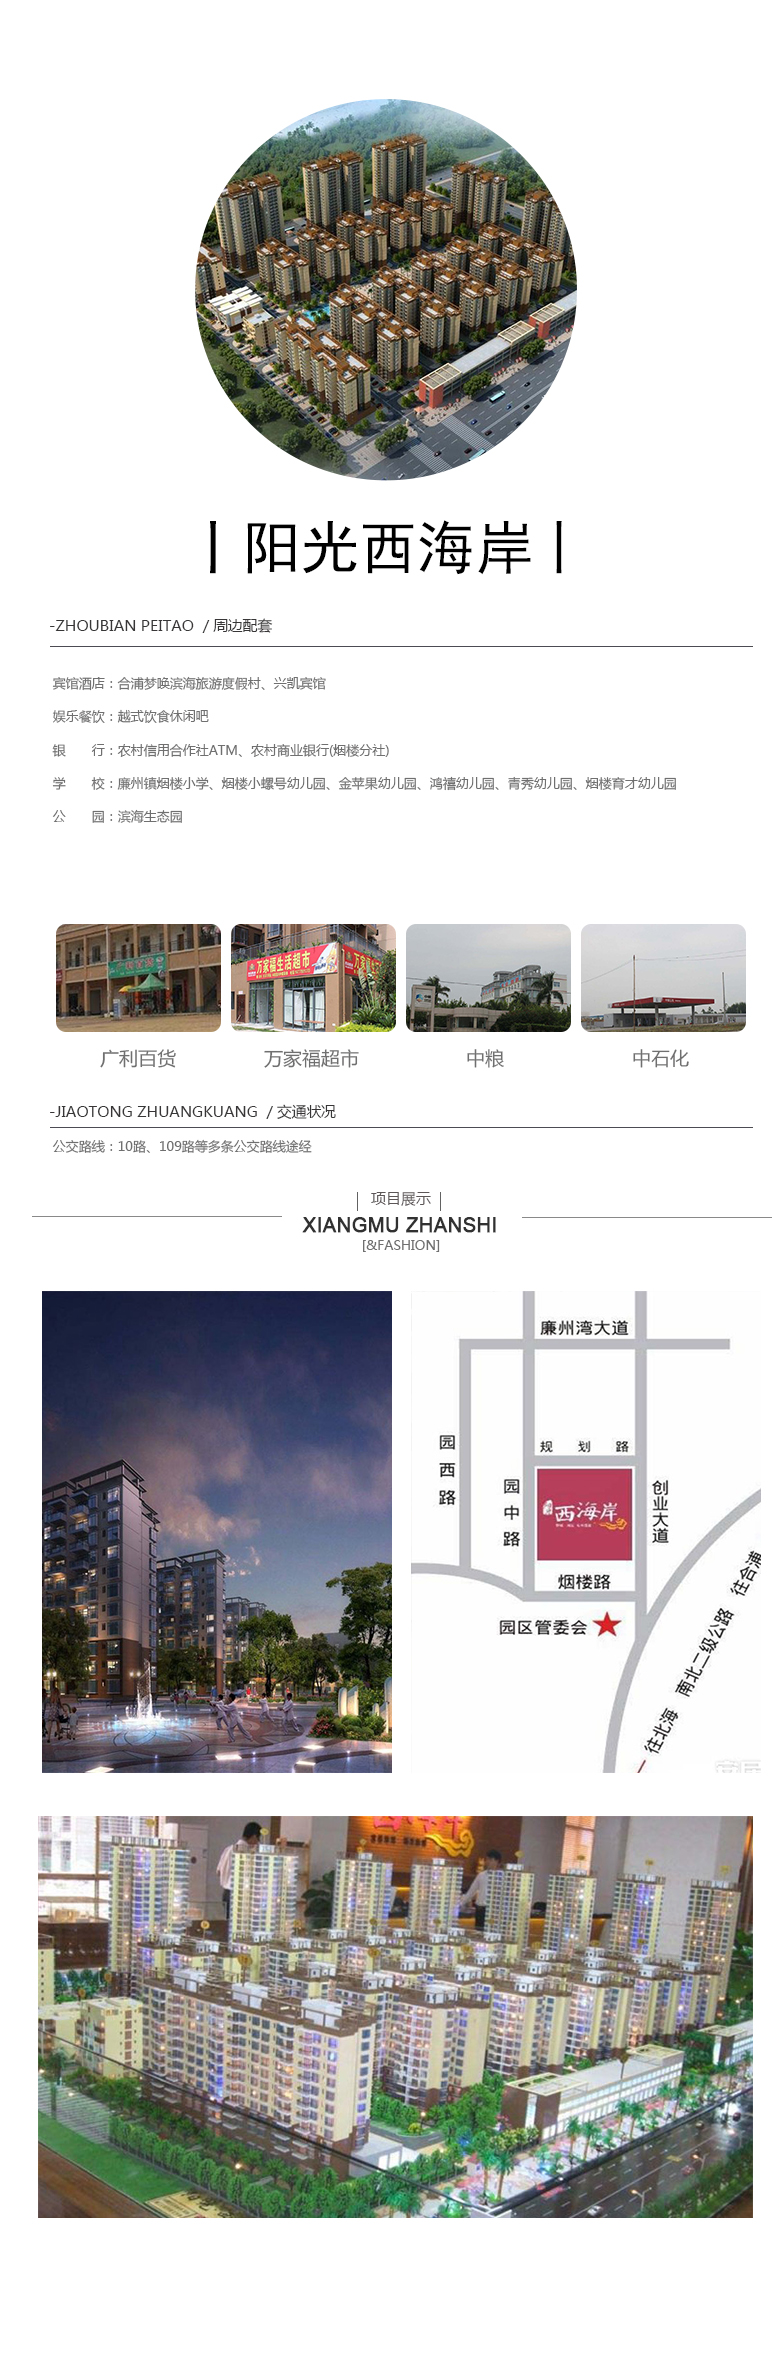 阳光西海岸
-ZHOUBIAN PEITAO / 周边配套
宾馆酒店：合浦梦唤滨海旅游度假村、兴凯宾馆
娱乐餐饮：越式饮食休闲吧
银　　行：农村信用合作社ATM、农村商业银行(烟楼分社)
学　　校：廉州镇烟楼小学、烟楼小螺号幼儿园、金苹果幼儿园、鸿禧幼儿园、青秀幼儿园、烟楼育才幼儿园
公　　园：滨海生态园
万家福生活超市
广利百货
万家福超市
中粮
中石化
-JIAOTONG ZHUANGKUANG / 交通状况
公交路线：10路、109路等多条公交路线途经
项目展示
XIANGMU ZHANSHI
[&FASHION]
廉州湾大道
园西路
规划路
园中路
西海岸
创业大道
烟楼路
园区管委会
往北海 南北二级公路 往合浦